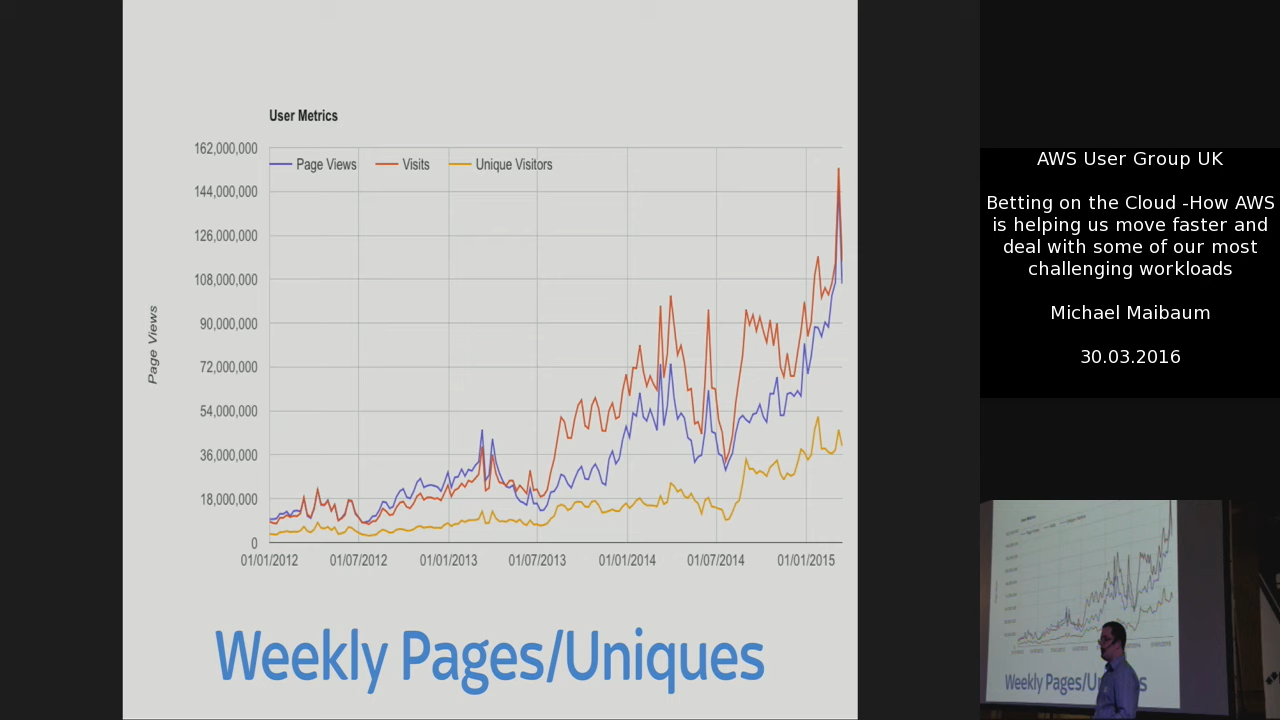 User Metrics
162,000,000
Page Views Visits Unique Visitors
144,000,000
126,000,000
108,000,000
90,000,000
72,000,000
54,000,000
36,000,000
18,000,000
0
Page Views
01/01/2012 01/07/2012 01/01/2013 01/07/2013 01/01/2014 01/07/2014 01/01/2015
Weekly Pages/Uniques
AWS User Group UK
Betting on the Cloud -How AWS
is helping us move faster and
deal with some of our most
challenging workloads
Michael Maibaum
30.03.2016
Weekly Pages/U